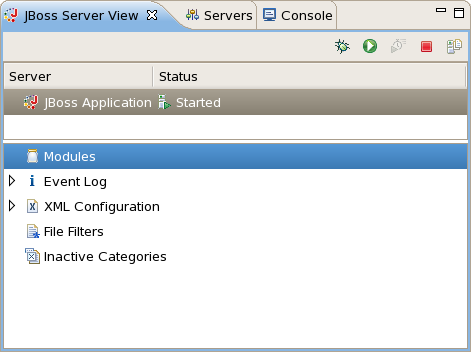 JBoss Server View Servers Console
Server Status
JBoss Application Started
Modules
Event Log
XML Configuration
File Filters
Inactive Categories